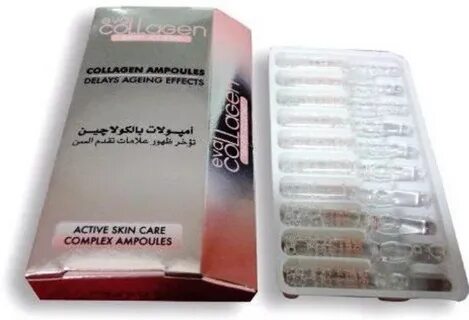 eva
collagen
COLLAGEN AMPOULES
DELAYS AGEING EFFECTS
أمبولات بالكولاچين
تؤخر ظهور علامات تقدم السن
ACTIVE SKIN CARE
COMPLEX AMPOULES
eva
collagen